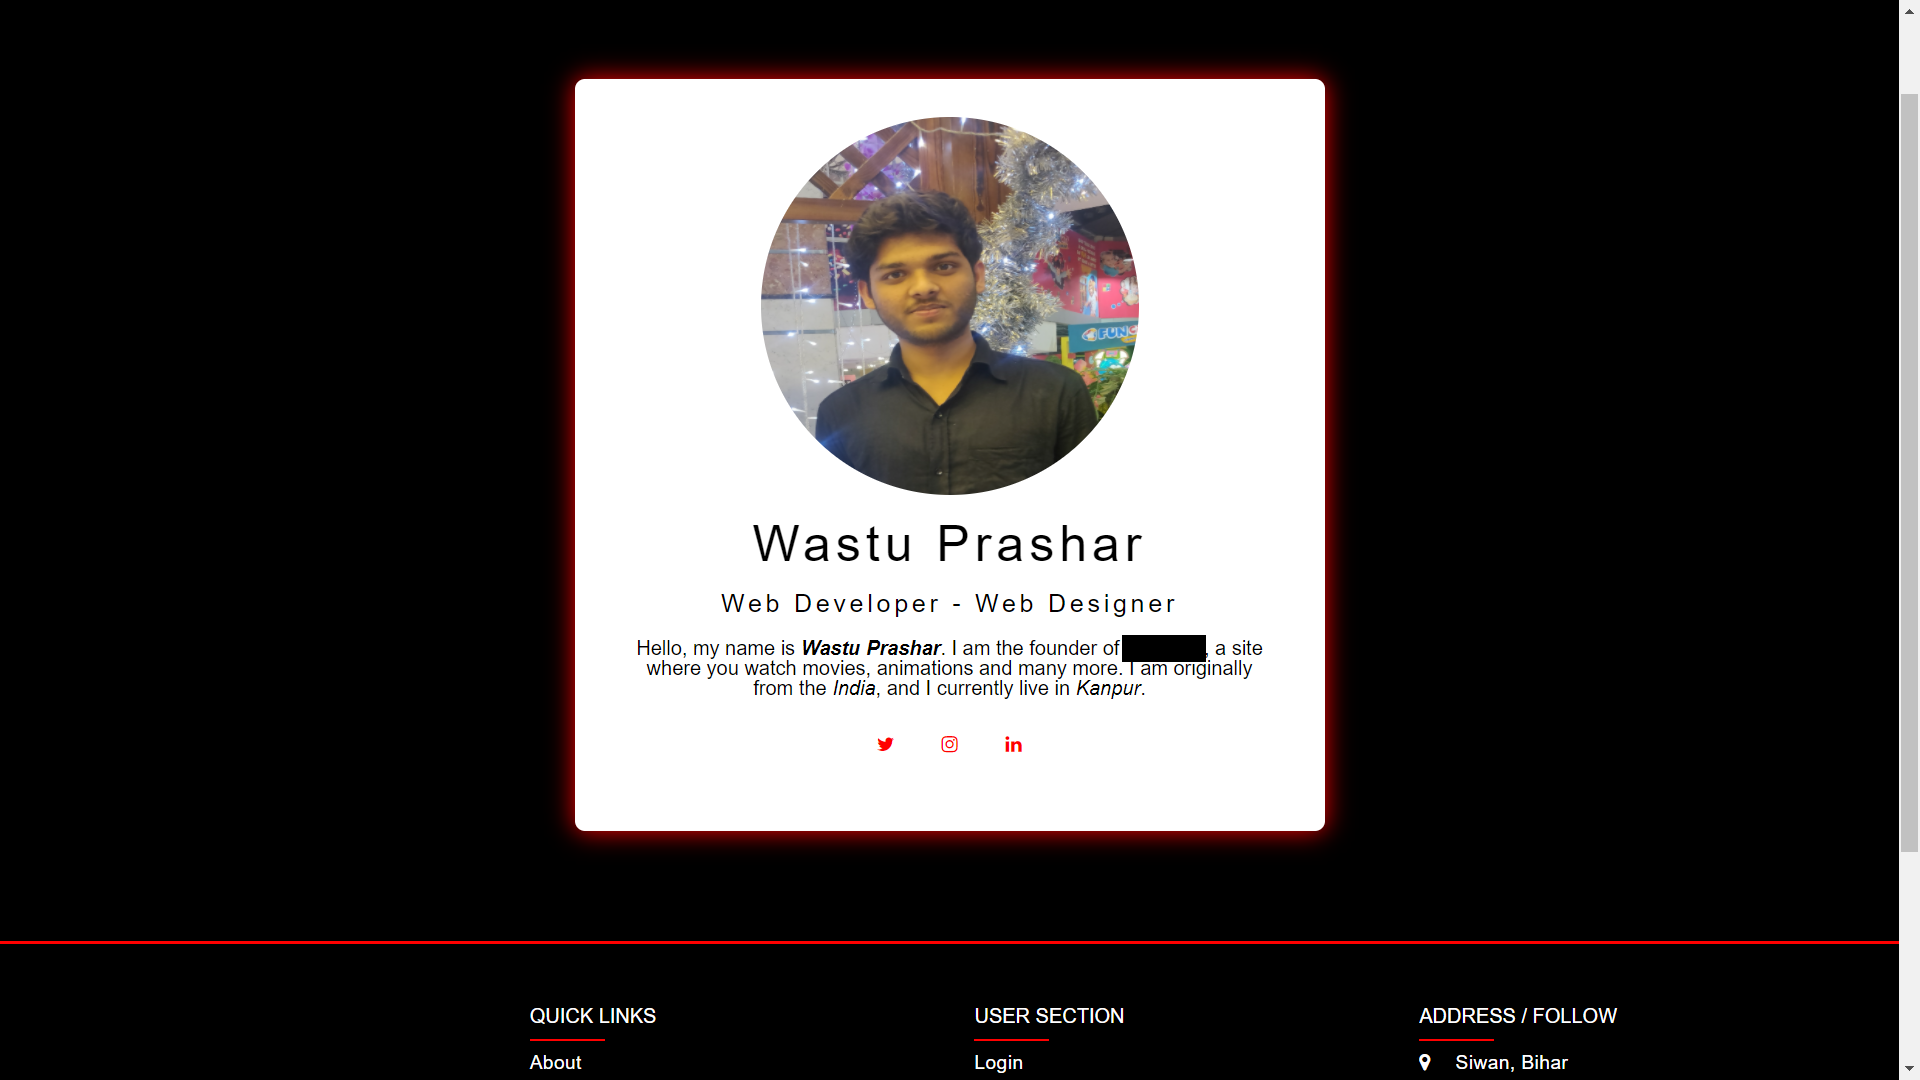 FUN
Wastu Prashar
Web Developer - Web Designer
Hello, my name is Wastu Prashar. I am the founder of , a site
where you watch movies, animations and many more. I am originally
from the India, and I currently live in Kanpur.
QUICK LINKS
USER SECTION
ADDRESS / FOLLOW
About
Login
Siwan, Bihar